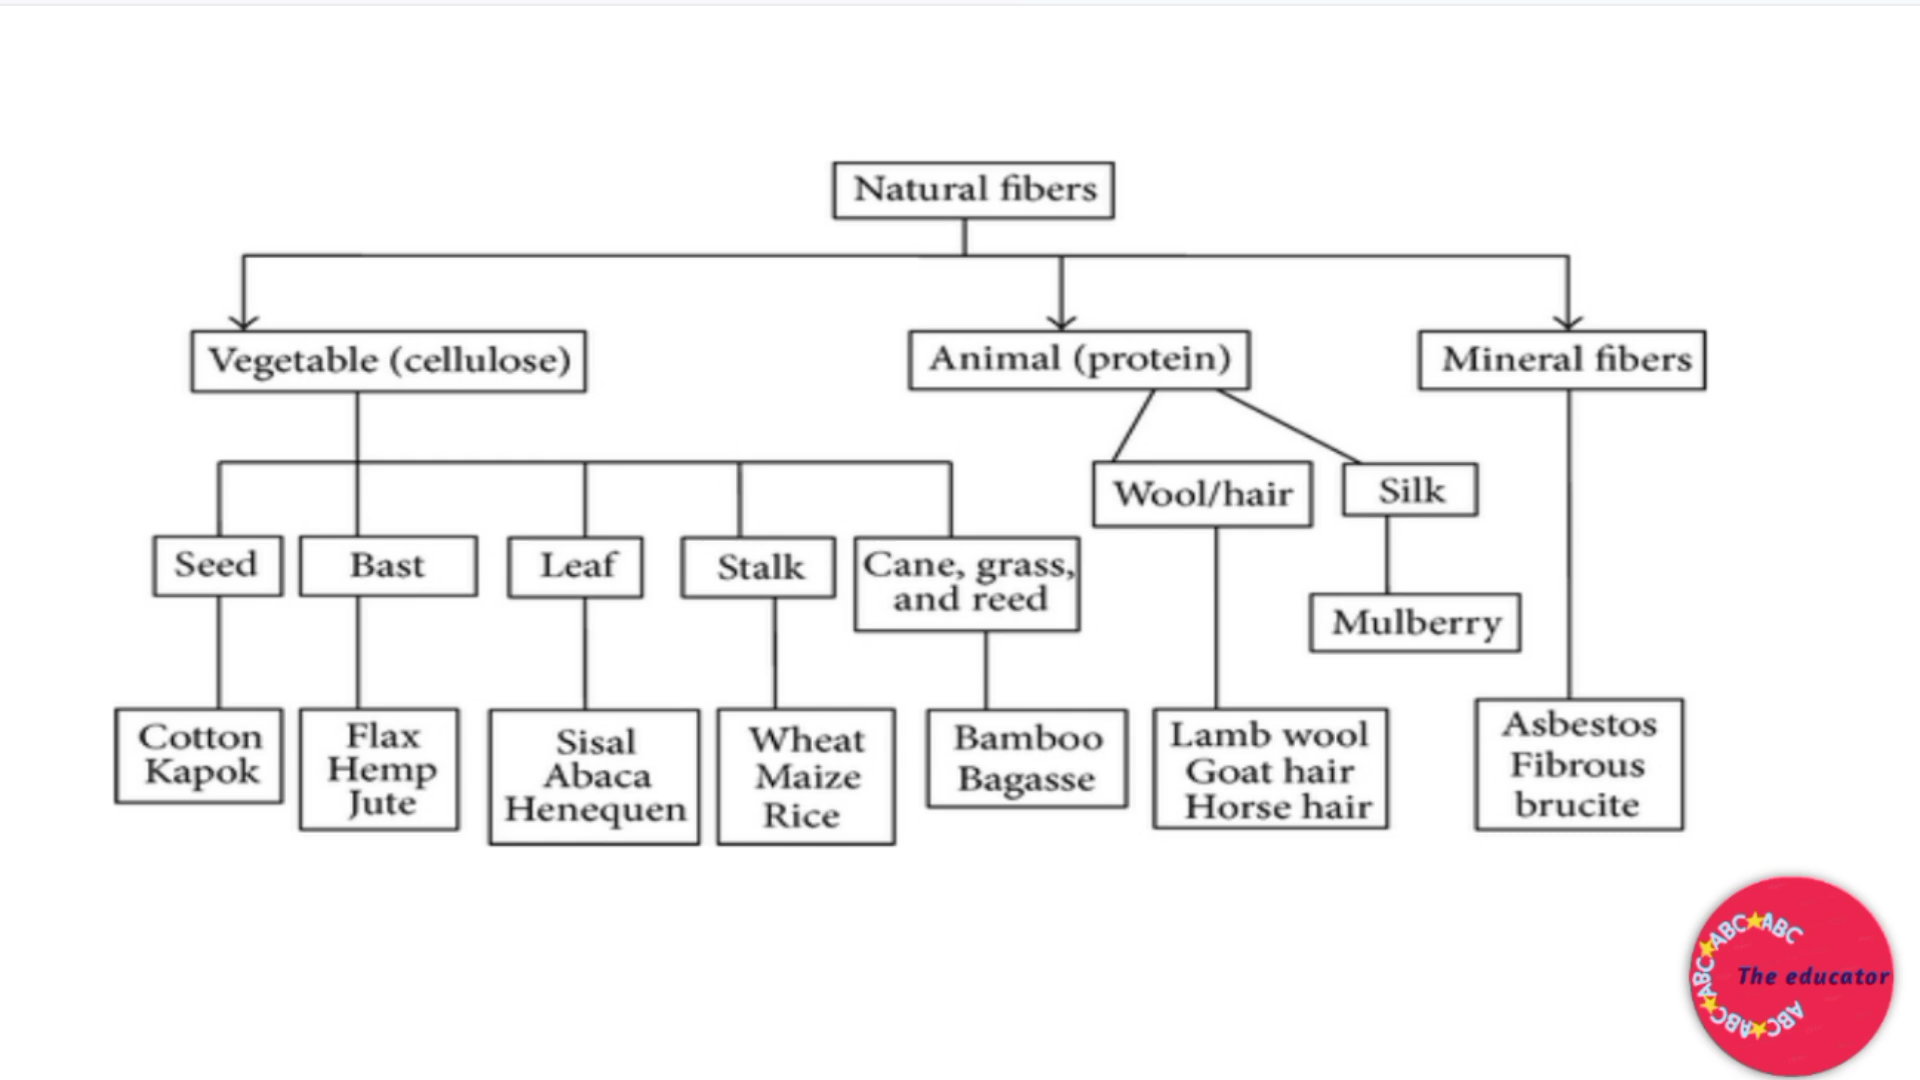 Natural fibers
Vegetable (cellulose)
Animal (protein)
Mineral fibers
Wool/hair
Silk
Seed
Bast
Leaf
Stalk
Cane, grass,
and reed
Mulberry
Cotton
Kapok
Flax
Hemp
Jute
Sisal
Abaca
Henequen
Wheat
Maize
Rice
Bamboo
Bagasse
Lamb wool
Goat hair
Horse hair
Asbestos
Fibrous
brucite
ABC★ABC★ABC★ABC★ABC
The educator